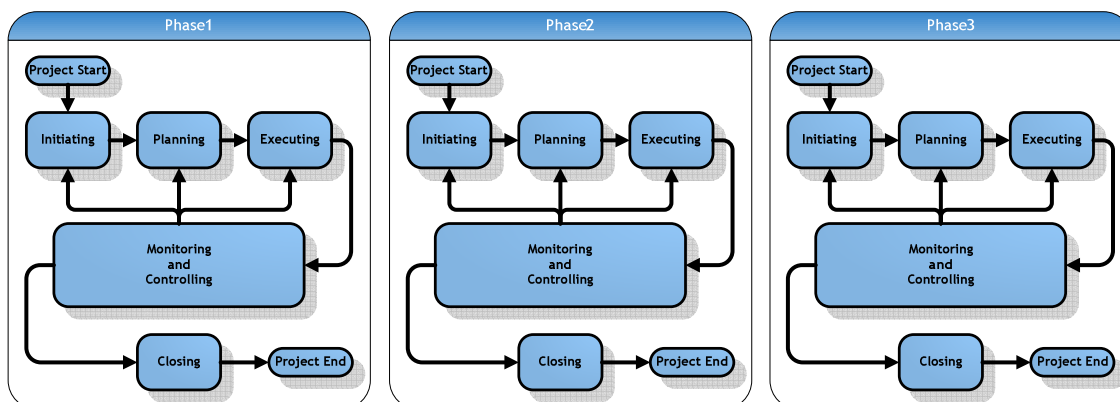 Phase1
Project Start
Initiating
Planning
Executing
Monitoring
and
Controlling
Closing
Project End
Phase2
Project Start
Initiating
Planning
Executing
Monitoring
and
Controlling
Closing
Project End
Phase3
Project Start
Initiating
Planning
Executing
Monitoring
and
Controlling
Closing
Project End